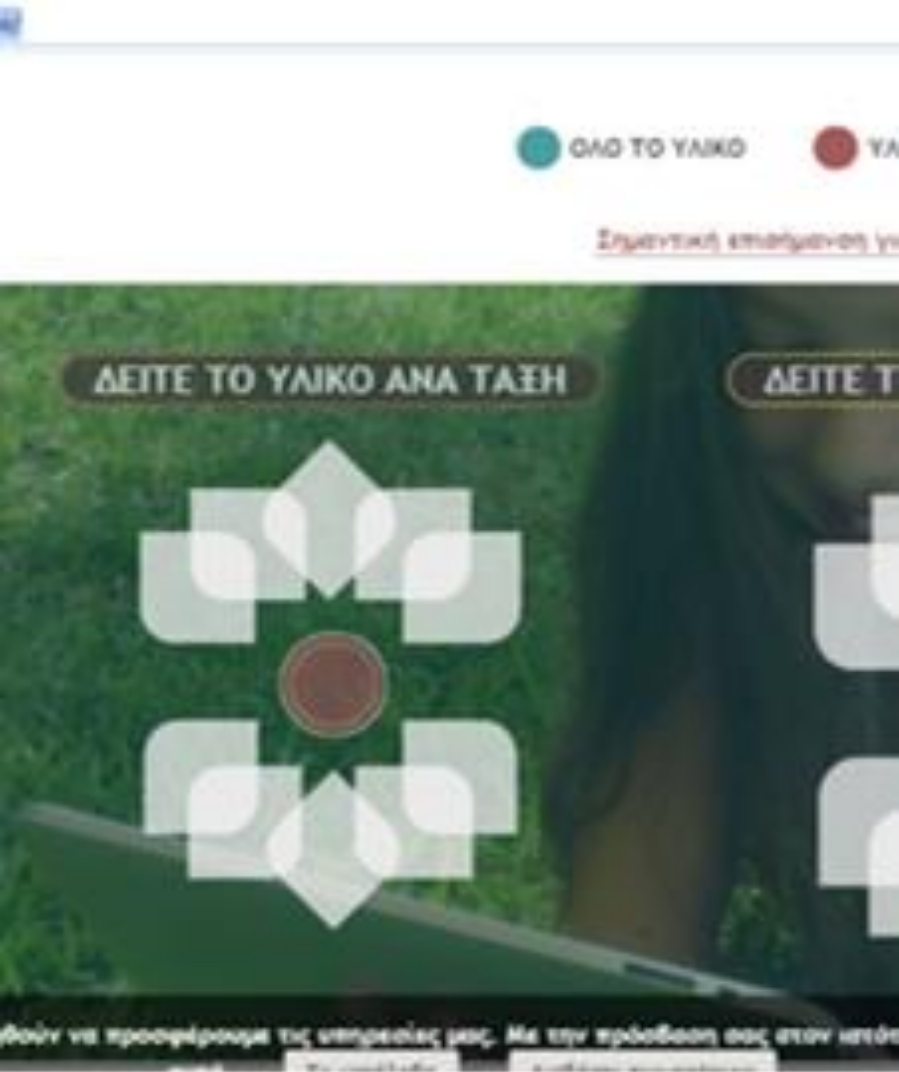 ΟΛΟ ΤΟ ΥΛΙΚΟ
Σημαντική επισήμανση για
ΔΕΙΤΕ ΤΟ ΥΛΙΚΟ ΑΝΑ ΤΑΞΗ ΔΕΙΤΕ Τ
να προσφέρουμε τις υπηρεσίες μας. Με την πρόσβαση σας στον